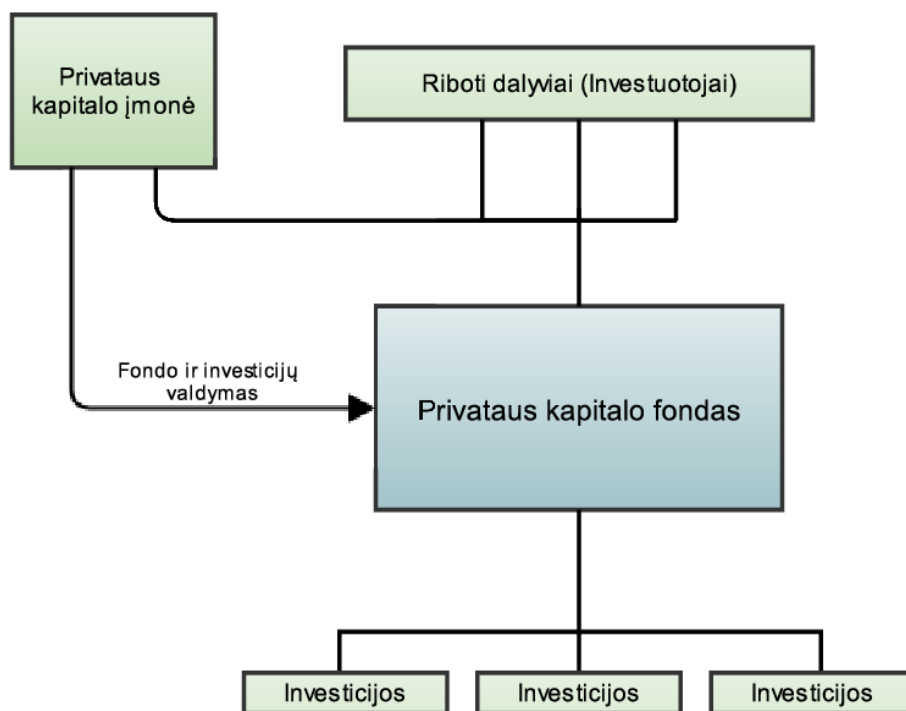 Privataus
kapitalo įmonė
Riboti dalyviai (Investuotojai)
Fondo ir investicijų
valdymas
Privataus kapitalo fondas
Investicijos
Investicijos
Investicijos